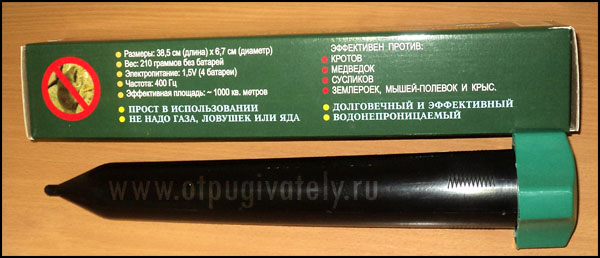 Размеры: 38,5 см (длина) x 6,7 см (диаметр)
Вес: 210 граммов без батарей
Электропитание: 1,5V (4 батареи)
Частота: 400 Гц
Эффективная площадь: ~ 1000 кв. метров
ПРОСТ В ИСПОЛЬЗОВАНИИ
НЕ НАДО ГАЗА, ЛОВУШЕК ИЛИ ЯДА
ЭФФЕКТИВЕН ПРОТИВ:
КРОТОВ
МЕДВЕДОК
СУСЛИКОВ
ЗЕМЛЕРОЕК, МЫШЕЙ-ПОЛЕВОК И КРЫС.
ДОЛГОВЕЧНЫЙ И ЭФФЕКТИВНЫЙ
ВОДОНЕПРОНИЦАЕМЫЙ
www.otpugivately.ru